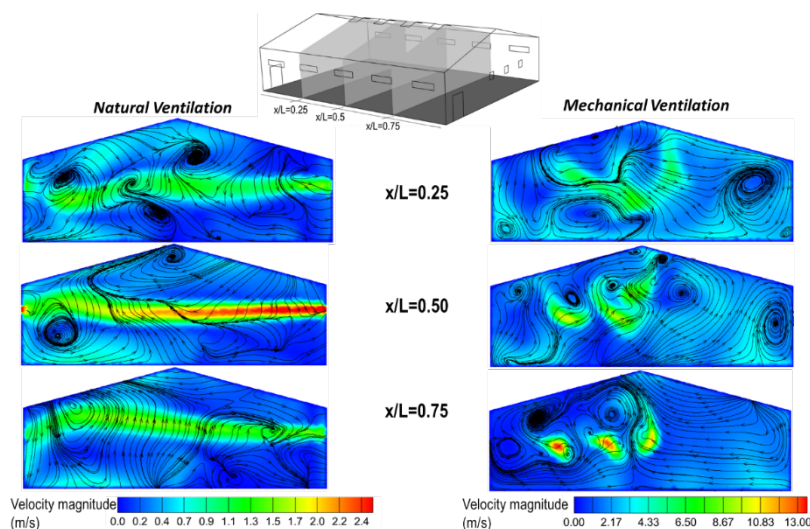 Natural Ventilation
Mechanical Ventilation
x/L=0.25
x/L=0.5
x/L=0.75
x/L=0.25
x/L=0.50
x/L=0.75
Velocity magnitude
(m/s)
0.0 0.2 0.4 0.7 0.9 1.1 1.3 1.5 1.7 2.0 2.2 2.4
Velocity magnitude
(m/s)
0.00 2.17 4.33 6.50 8.67 10.83